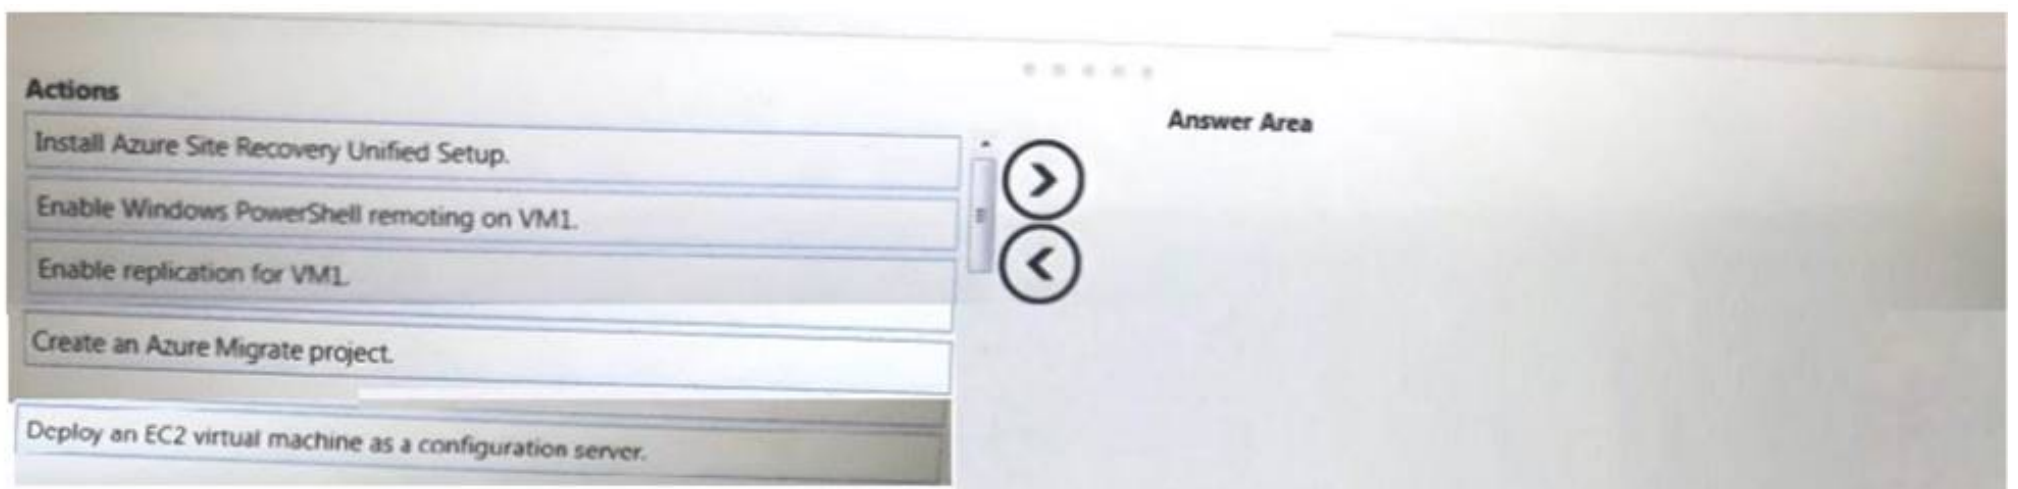 Actions
Answer Area
Install Azure Site Recovery Unified Setup.
Enable Windows PowerShell remoting on VM1.
Enable replication for VM1.
Create an Azure Migrate project.
Deploy an EC2 virtual machine as a configuration server.